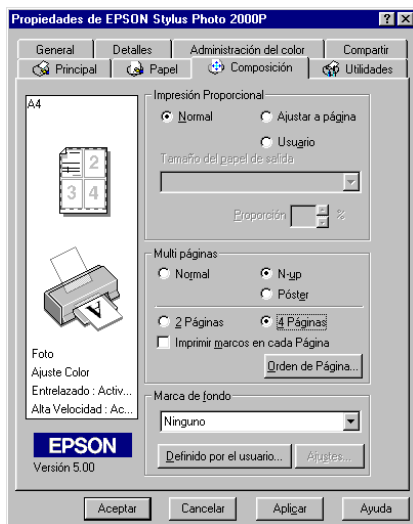 Propiedades de EPSON Stylus Photo 2000P
General Detalles Administración del color Compartir
Principal Papel Composición Utilidades
A4
2
3 4
A
Foto
Ajuste Color
Entrelazado : Activ...
Alta Velocidad : Ac...
EPSON
Versión 5.00
Impresión Proporcional
Normal Ajustar a página
Usuario
Tamaño del papel de salida
Proporción %
Multi páginas
Normal N-up
Póster
2 Páginas 4 Páginas
Imprimir marcos en cada Página
Orden de Página...
Marca de fondo
Ninguno
Definido por el usuario... Ajustes...
Aceptar Cancelar Aplicar Ayuda